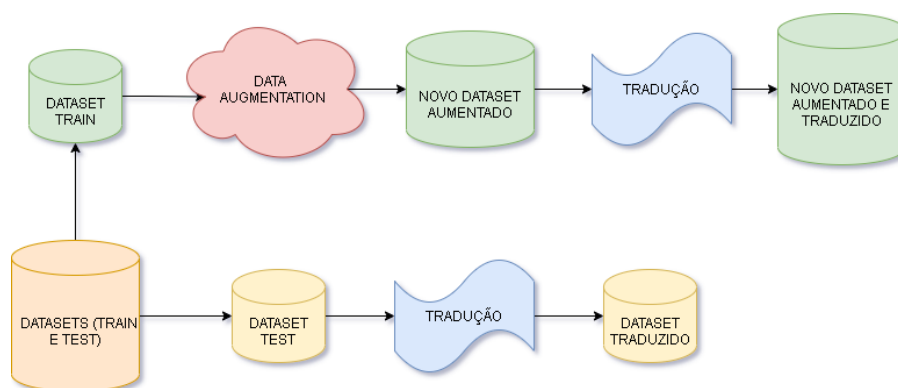 DATASET
TRAIN
DATA
AUGMENTATION
NOVO DATASET
AUMENTADO
TRADUÇÃO
NOVO DATASET
AUMENTADO E
TRADUZIDO
DATASETS (TRAIN
E TEST)
DATASET
TEST
TRADUÇÃO
DATASET
TRADUZIDO